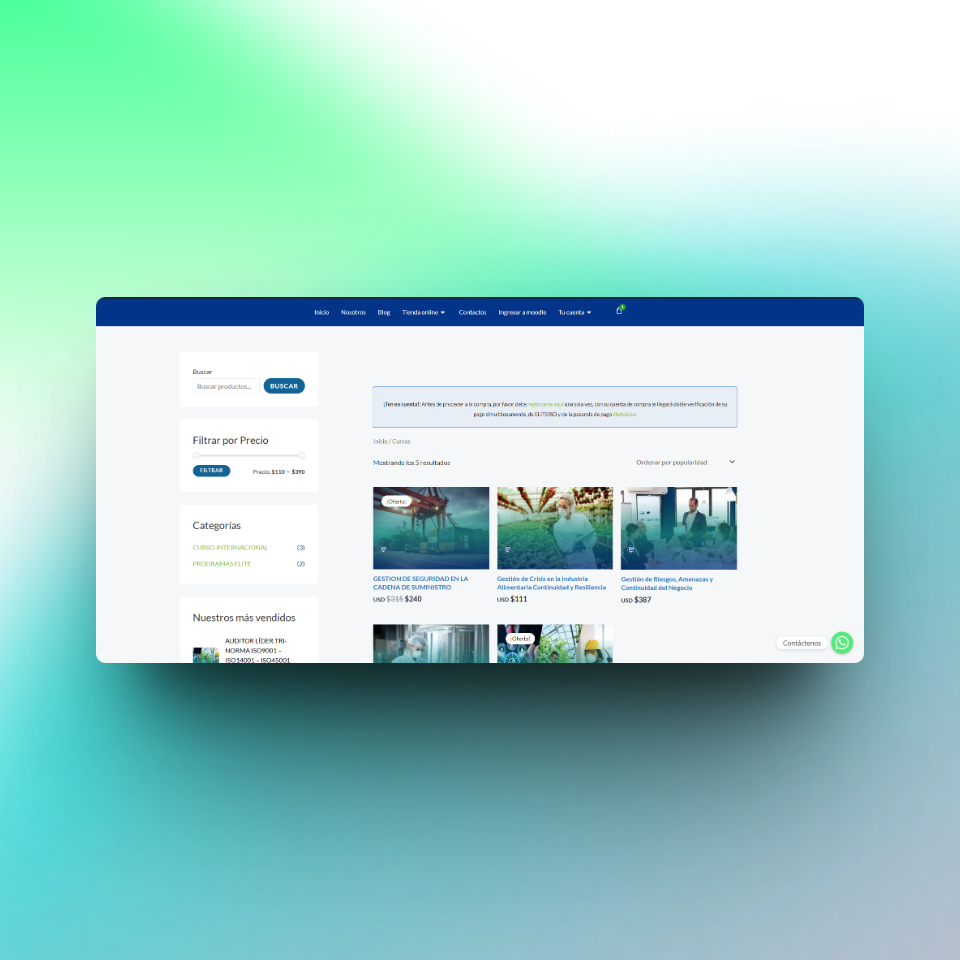 Inicio Nosotros Blog Tienda online Contactos Ingresar a moodle Tu cuenta 1
Buscar
Buscar productos... BUSCAR
Filtrar por Precio
FILTRAR Precio: $110 — $390
Categorías
CURSO INTERNACIONAL (3)
PROGRAMAS ELITE (2)
Nuestros más vendidos
AUDITOR LÍDER TRI-
NORMA ISO9001 –
ISO14001 – ISO45001
¡Ten en cuenta!: Antes de proceder a la compra, por favor debe registrarse aquí una sola vez, con su cuenta de compra le llegará doble verificación de su
pago simultáneamente, de ELITEISO y de la pasarela de pago
Inicio / Cursos
Mostrando los 5 resultados Ordenar por popularidad
¡Oferta!
GESTION DE SEGURIDAD EN LA
CADENA DE SUMINISTRO
USD $315 $240
Gestión de Crisis en la Industria
Alimentaria Continuidad y Resiliencia
USD $111
Gestión de Riesgos, Amenazas y
Continuidad del Negocio
USD $387
¡Oferta!
Contáctenos